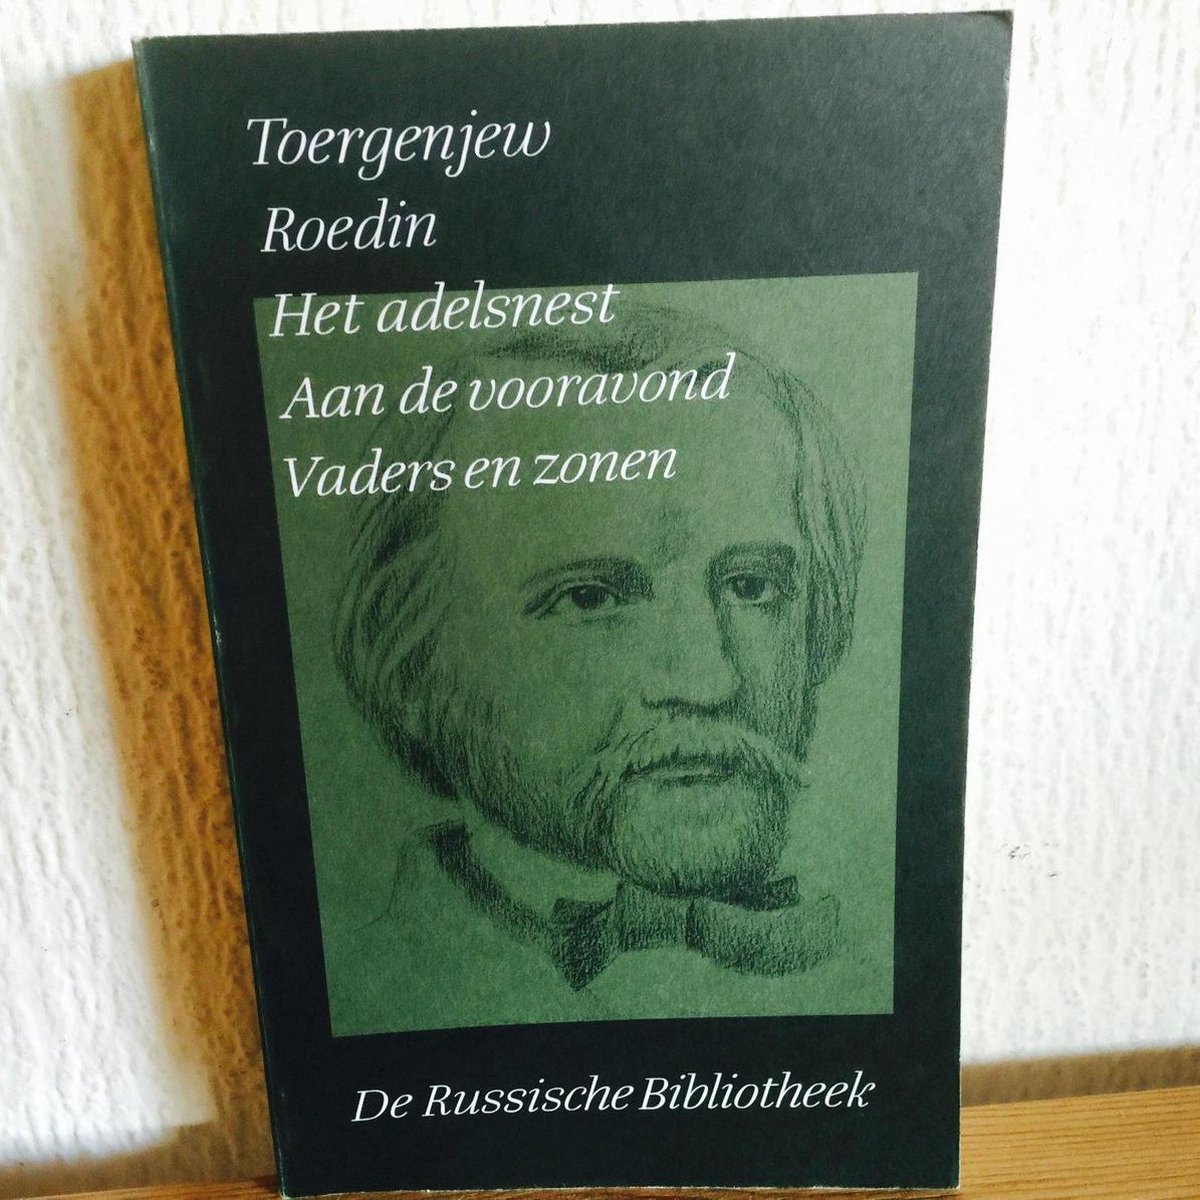 Toergenjew
Roedin
Het adelsnest
Aan de vooravond
Vaders en zonen
De Russische Bibliotheek